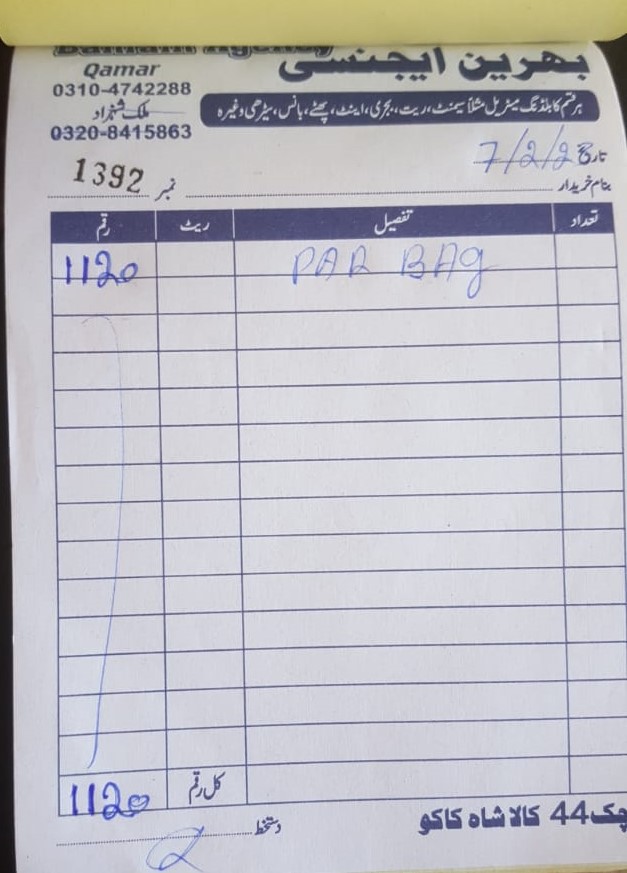 بھرین ایجنسی
Qamar
0310-4742288
ملک شہزاد
0320-8415863
ہر قسم کا بلڈنگ میٹریل مثلاً سیمنٹ، ریت، بجری، اینٹ، پھٹے، بانس، سیڑھی وغیرہ
تاریخ 7/2/23
نمبر 1392
بنام خریدار
تعداد تفصیل ریٹ رقم
PAR BAG 1120
کل رقم 1120
دستخط
چک 44 کالا شاہ کاکو